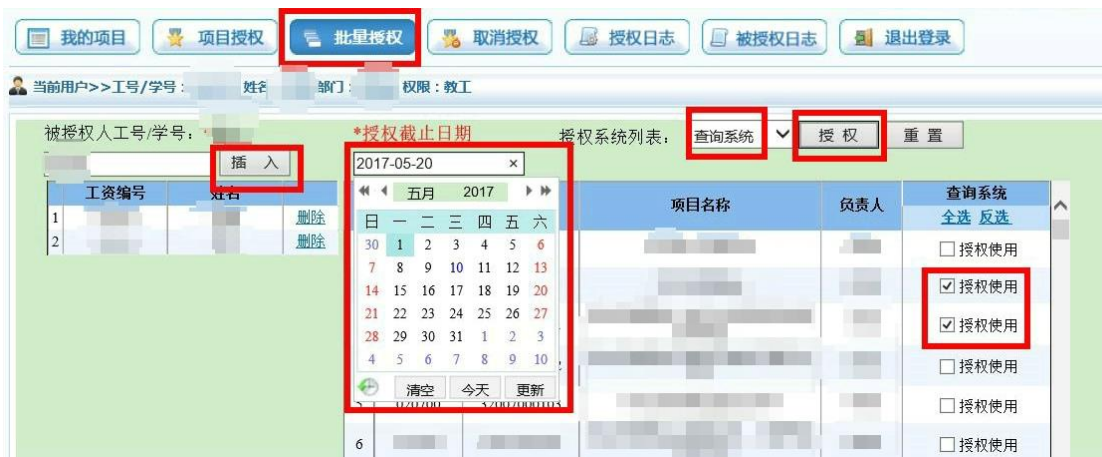 我的项目 项目授权 批量授权 取消授权 授权日志 被授权日志 退出登录
当前用户>>工号/学号： 姓名 部门： 权限：教工
被授权人工号/学号： *授权截止日期 授权系统列表： 查询系统 授 权 重 置
插 入 2017-05-20 ×
工资编号 姓名 项目名称 负责人 查询系统
全选 反选
五月 2017
日 一 二 三 四 五 六
30 1 2 3 4 5 6
7 8 9 10 11 12 13
14 15 16 17 18 19 20
21 22 23 24 25 26 27
28 29 30 31 1 2 3
4 5 6 7 8 9 10
清空 今天 更新
1 删除
2 删除
授权使用
授权使用
授权使用
授权使用
5 授权使用
6 授权使用